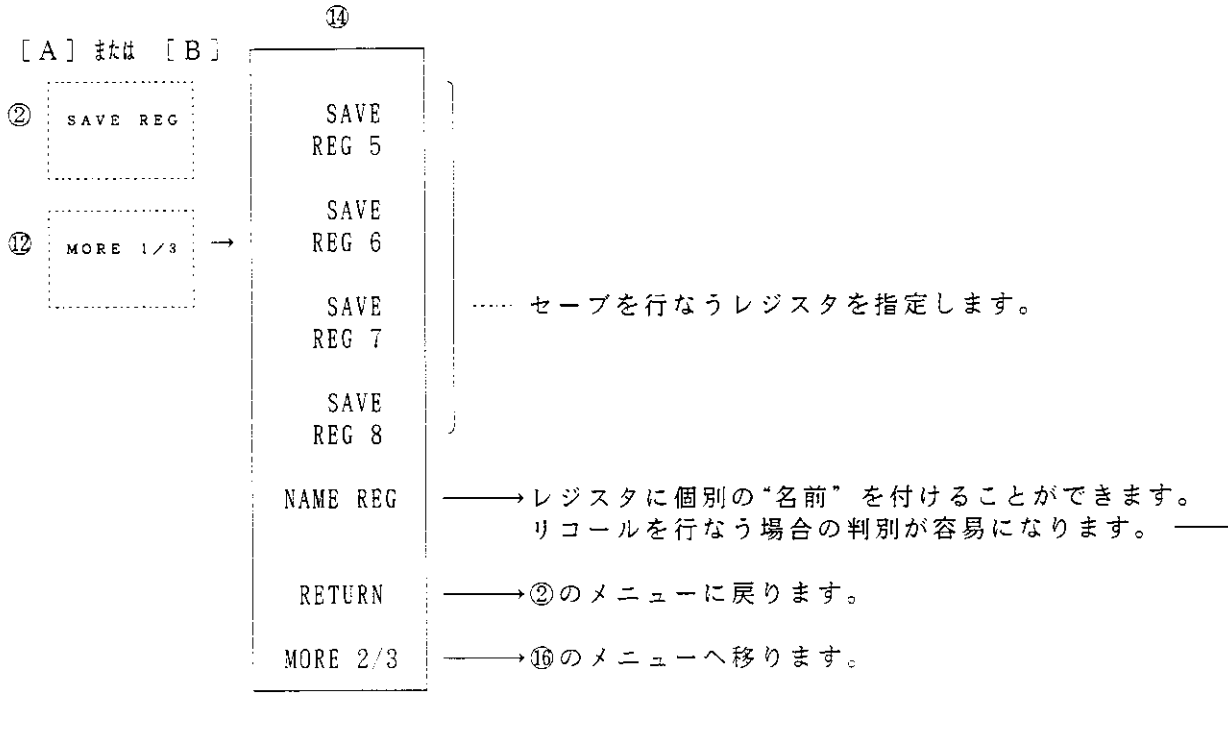 ⑭
[A] または [B]
② SAVE REG
SAVE
REG 5
SAVE
REG 6
⑫ MORE 1/3 →
SAVE
REG 7
…… セーブを行なうレジスタを指定します。
SAVE
REG 8
NAME REG ──→レジスタに個別の“名前”を付けることができます。
リコールを行なう場合の判別が容易になります。 ──
RETURN ──→②のメニューに戻ります。
MORE 2/3 ──→⑯のメニューへ移ります。